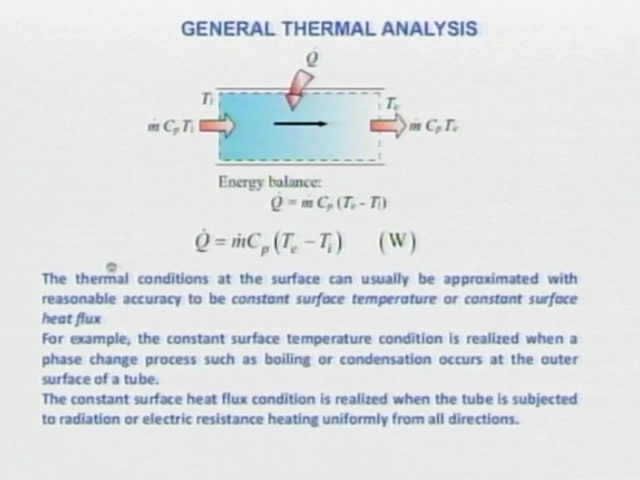 GENERAL THERMAL ANALYSIS
Q̇
Tᵢ
Tₑ
ṁ CₚTᵢ
ṁ CₚTₑ
Energy balance:
Q̇ = ṁ Cₚ (Tₑ - Tᵢ)
Q̇ = ṁCₚ(Tₑ − Tᵢ) (W)
The thermal conditions at the surface can usually be approximated with
reasonable accuracy to be constant surface temperature or constant surface
heat flux
For example, the constant surface temperature condition is realized when a
phase change process such as boiling or condensation occurs at the outer
surface of a tube.
The constant surface heat flux condition is realized when the tube is subjected
to radiation or electric resistance heating uniformly from all directions.